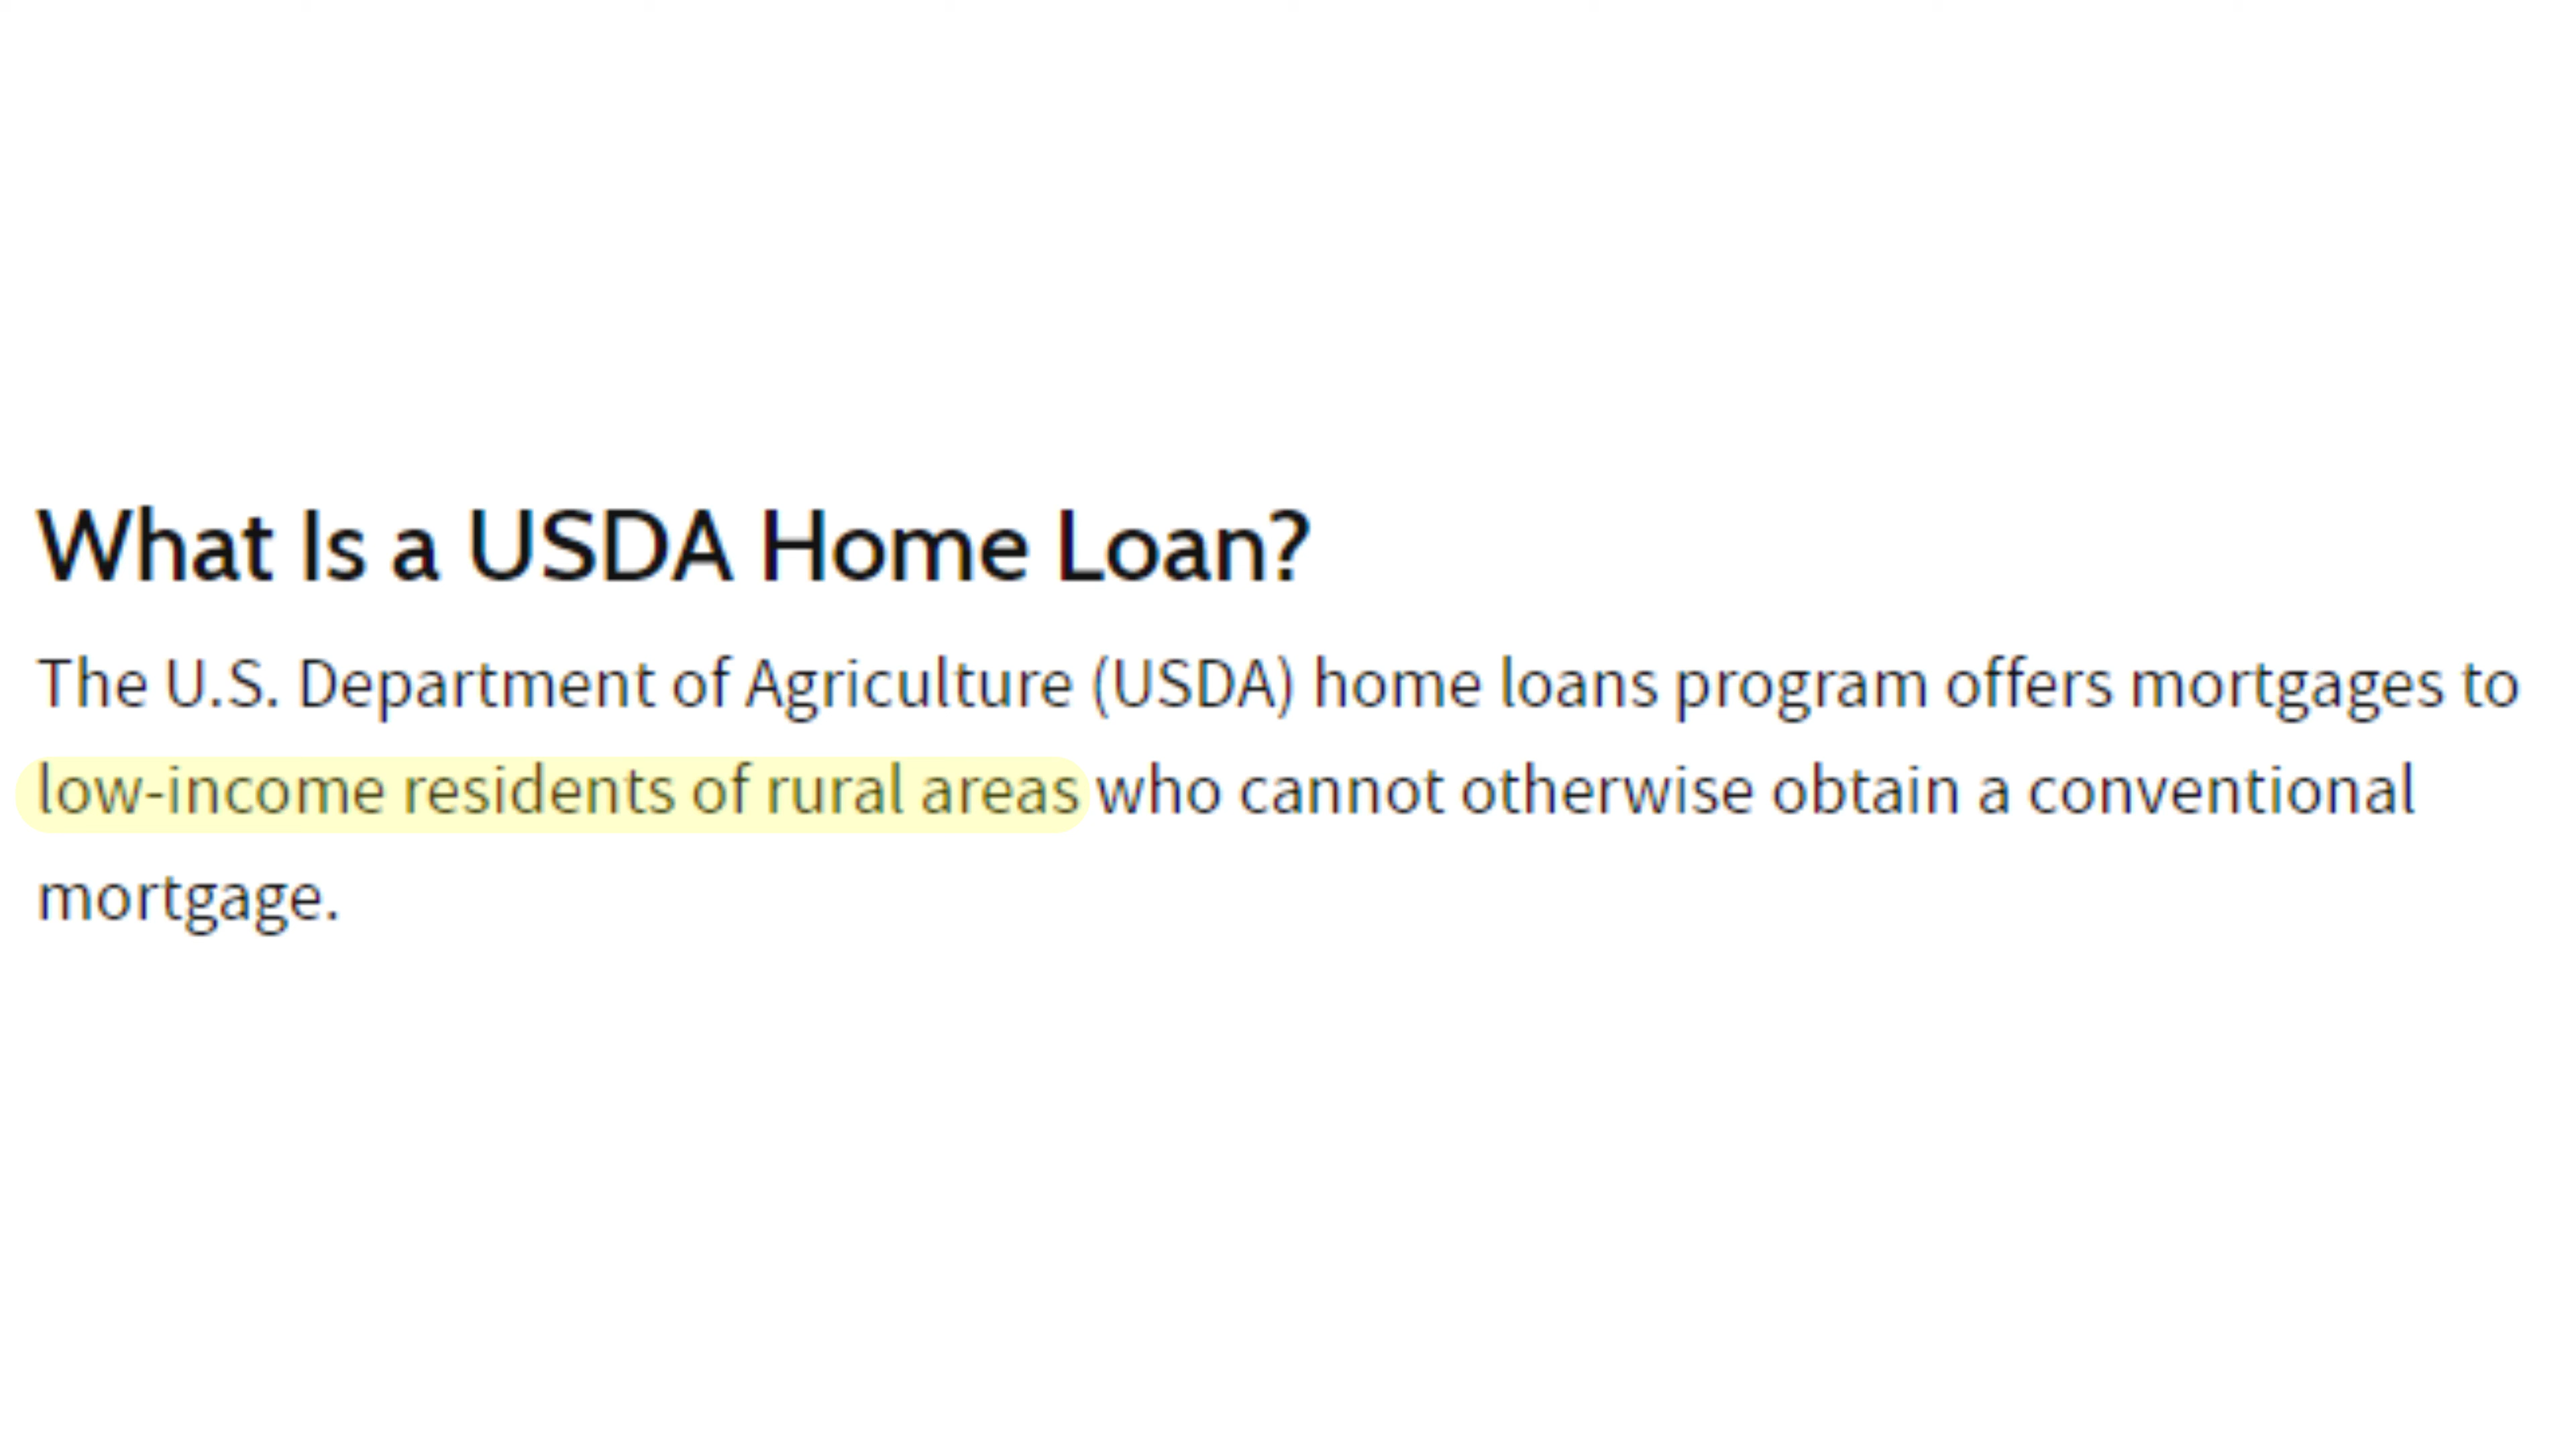 What Is a USDA Home Loan?
The U.S. Department of Agriculture (USDA) home loans program offers mortgages to
low-income residents of rural areas who cannot otherwise obtain a conventional
mortgage.